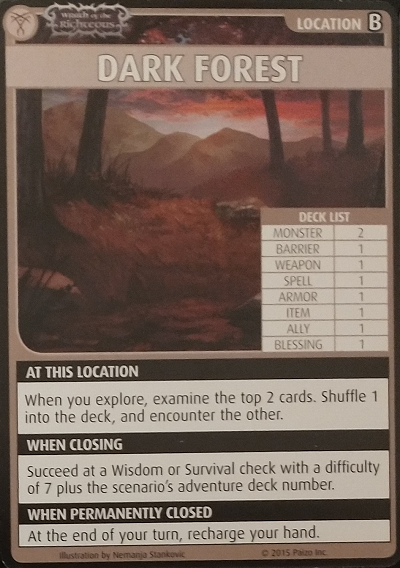 Wrath of the
Righteous
LOCATION B
DARK FOREST
DECK LIST
MONSTER 2
BARRIER 1
WEAPON 1
SPELL 1
ARMOR 1
ITEM 1
ALLY 1
BLESSING 1
AT THIS LOCATION
When you explore, examine the top 2 cards. Shuffle 1
into the deck, and encounter the other.
WHEN CLOSING
Succeed at a Wisdom or Survival check with a difficulty
of 7 plus the scenario's adventure deck number.
WHEN PERMANENTLY CLOSED
At the end of your turn, recharge your hand.
Illustration by Nemanja Stankovic © 2015 Paizo Inc.